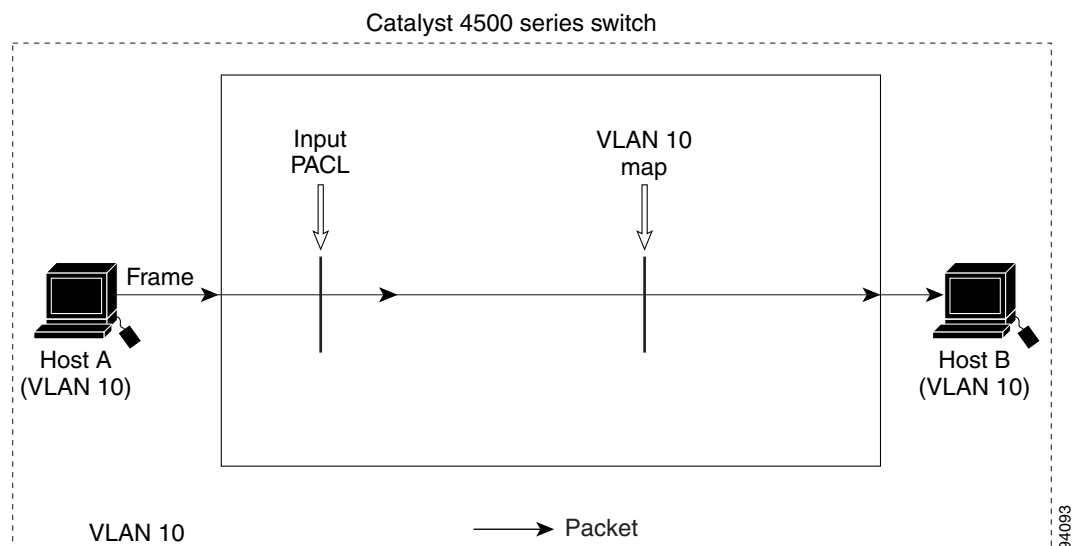 Catalyst 4500 series switch
Input
PACL
VLAN 10
map
Frame
Host A
(VLAN 10)
Host B
(VLAN 10)
VLAN 10
Packet
94093